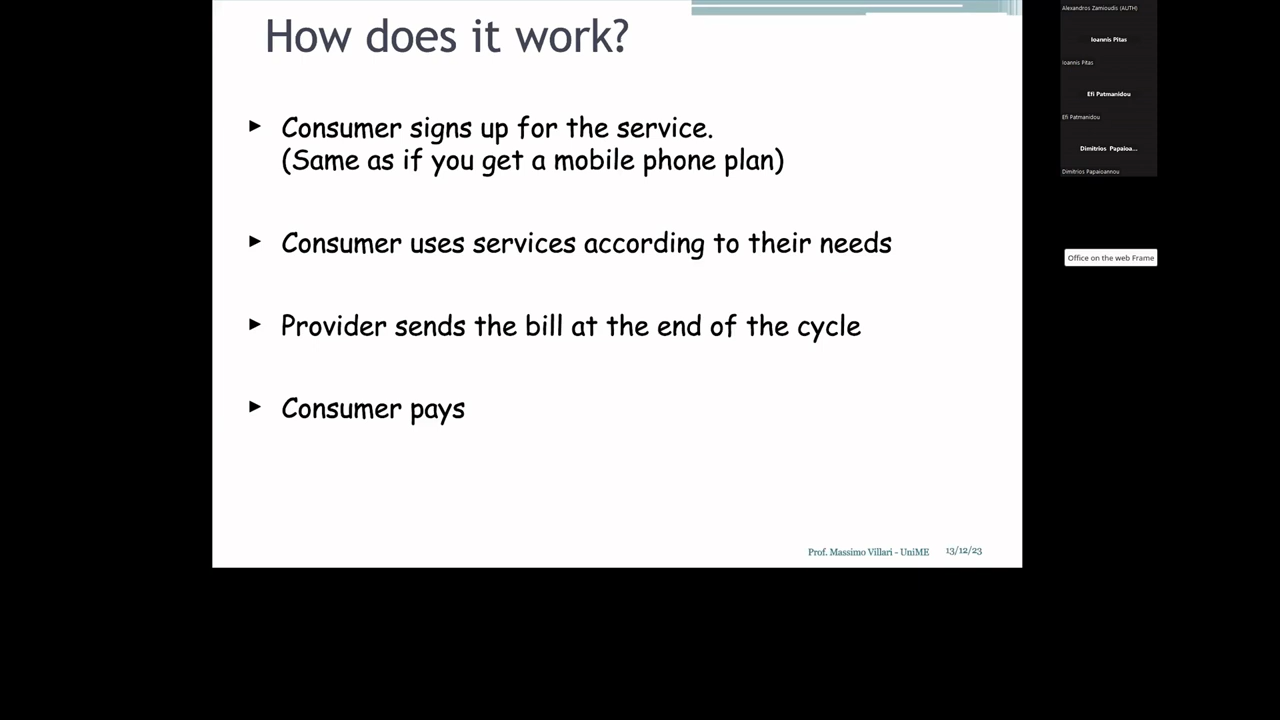 How does it work?
Consumer signs up for the service.
(Same as if you get a mobile phone plan)
Consumer uses services according to their needs
Provider sends the bill at the end of the cycle
Consumer pays
Prof. Massimo Villari - UniME 13/12/23
Alexandros Zamioudis (AUTH)
Ioannis Pitas
Ioannis Pitas
Efi Patmanidou
Efi Patmanidou
Dimitrios Papaioa...
Dimitrios Papaioannou
Office on the web Frame